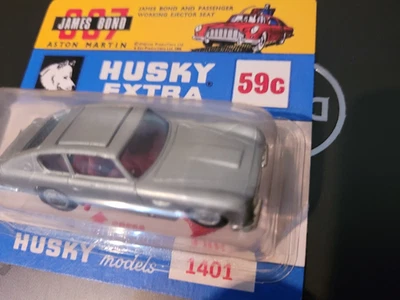 007
JAMES BOND
ASTON MARTIN
JAMES BOND AND PASSENGER
WORKING EJECTOR SEAT
HUSKY
EXTRA
59c
HUSKY models
1401